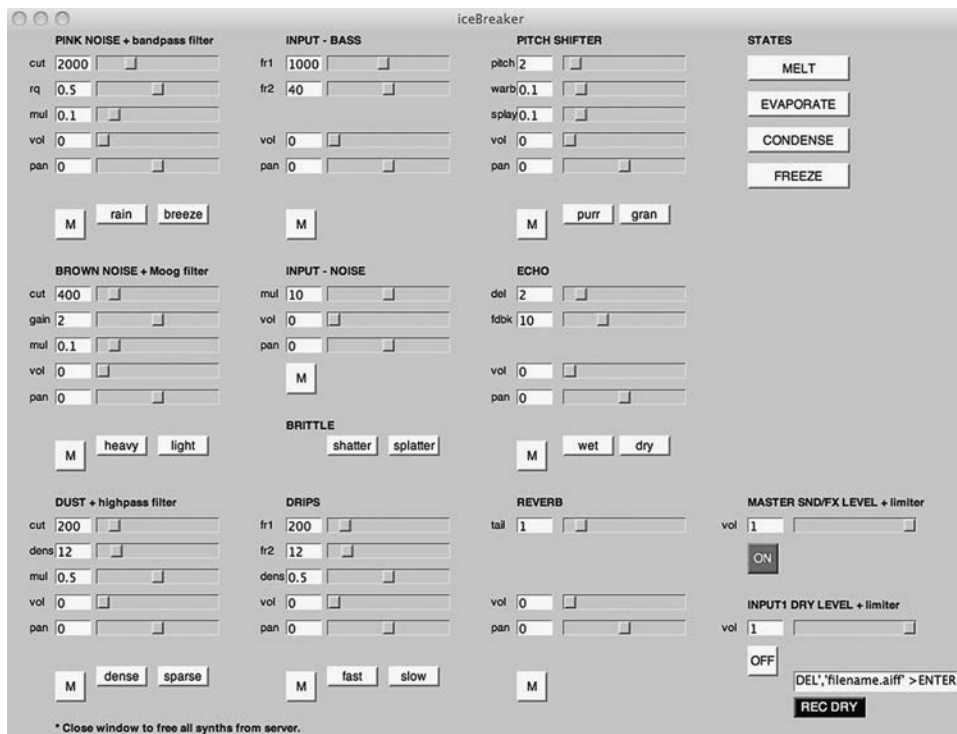 iceBreaker
PINK NOISE + bandpass filter
cut 2000
rq 0.5
mul 0.1
vol 0
pan 0
M rain breeze
INPUT - BASS
fr1 1000
fr2 40
vol 0
pan 0
M
PITCH SHIFTER
pitch 2
warb 0.1
splay 0.1
vol 0
pan 0
M purr gran
STATES
MELT
EVAPORATE
CONDENSE
FREEZE
BROWN NOISE + Moog filter
cut 400
gain 2
mul 0.1
vol 0
pan 0
M heavy light
INPUT - NOISE
mul 10
vol 0
pan 0
M
BRITTLE
shatter splatter
ECHO
del 2
fdbk 10
vol 0
pan 0
M wet dry
DUST + highpass filter
cut 200
dens 12
mul 0.5
vol 0
pan 0
M dense sparse
DRIPS
fr1 200
fr2 12
dens 0.5
vol 0
pan 0
M fast slow
REVERB
tail 1
vol 0
pan 0
M
MASTER SND/FX LEVEL + limiter
vol 1
ON
INPUT1 DRY LEVEL + limiter
vol 1
OFF
DEL','filename.aiff' >ENTER
REC DRY
* Close window to free all synths from server.